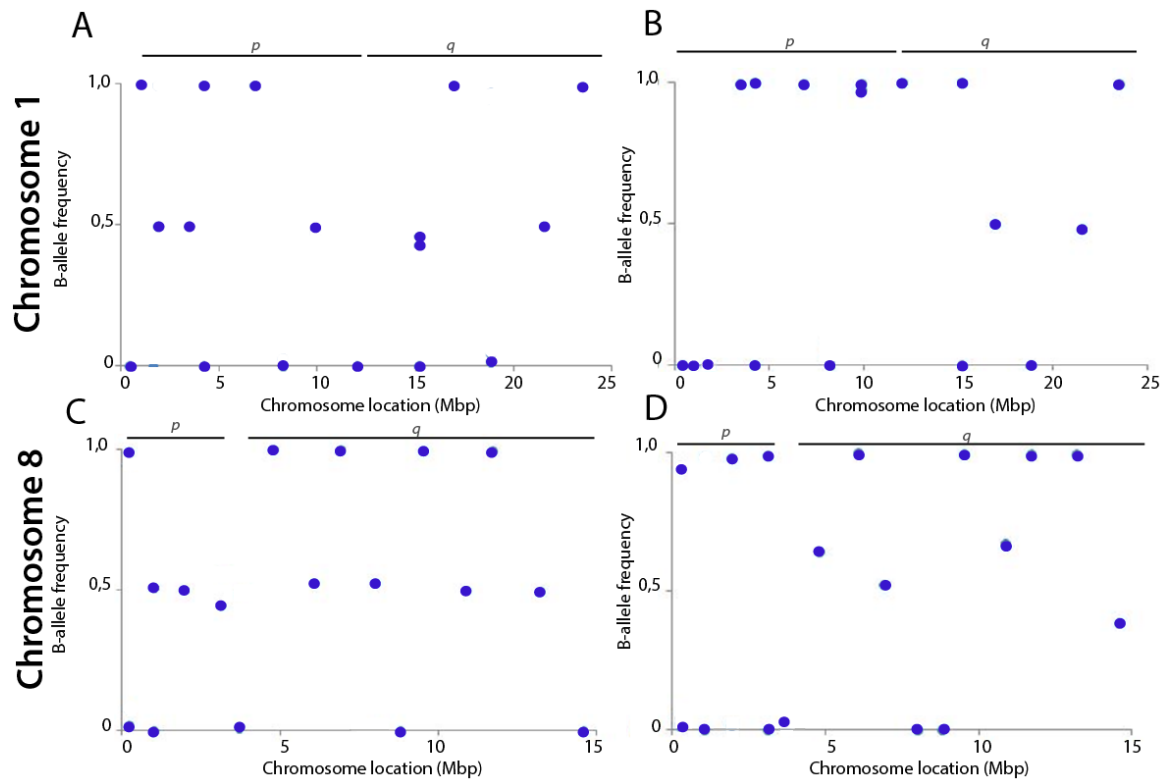 A
B
p
q
p
q
Chromosome 1
B-allele frequency
1,0
0,5
0
0
5
10
15
20
25
Chromosome location (Mbp)
B-allele frequency
1,0
0,5
0
0
5
10
15
20
25
Chromosome location (Mbp)
C
D
p
q
p
q
Chromosome 8
B-allele frequency
1,0
0,5
0
0
5
10
15
Chromosome location (Mbp)
B-allele frequency
1,0
0,5
0
0
5
10
15
Chromosome location (Mbp)